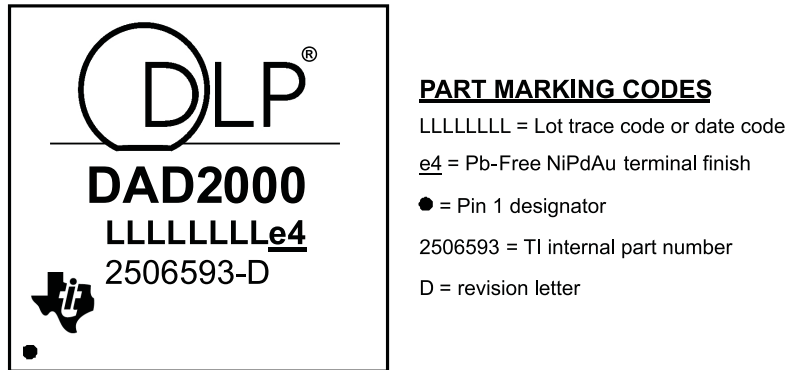 DLP®
DAD2000
LLLLLLLLe4
2506593-D
ti
PART MARKING CODES
LLLLLLLL = Lot trace code or date code
e4 = Pb-Free NiPdAu terminal finish
● = Pin 1 designator
2506593 = TI internal part number
D = revision letter